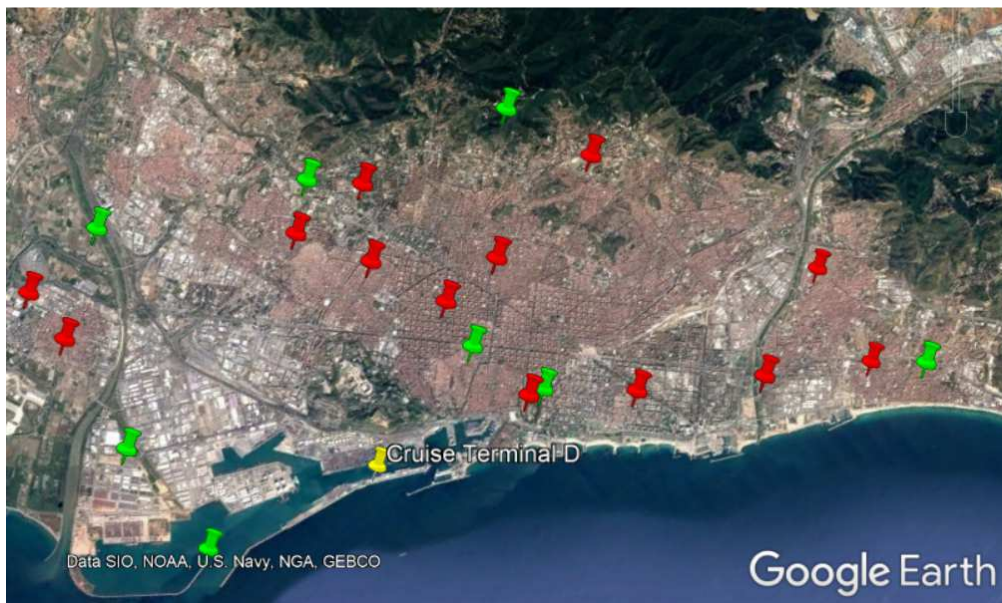 Cruise Terminal D
Data SIO, NOAA, U.S. Navy, NGA, GEBCO
Google Earth